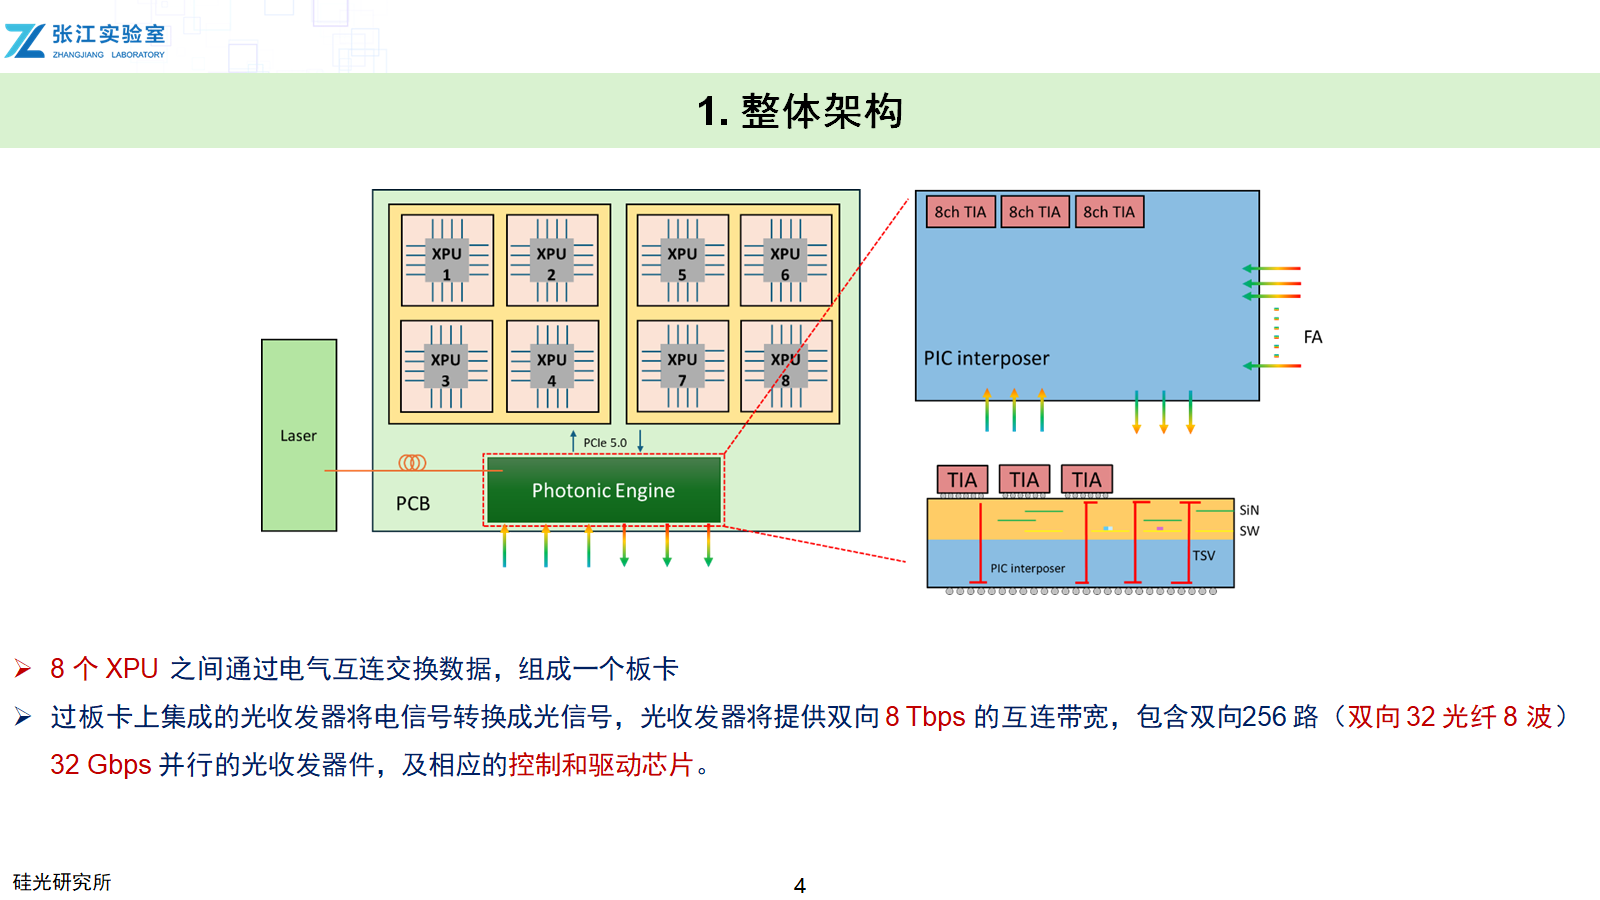 张江实验室
ZHANGJIANG LABORATORY
1. 整体架构
XPU
1
XPU
2
XPU
5
XPU
6
XPU
3
XPU
4
XPU
7
XPU
8
PCIe 5.0
Laser
PCB
Photonic Engine
8ch TIA
8ch TIA
8ch TIA
PIC interposer
FA
TIA
TIA
TIA
SiN
SW
TSV
PIC interposer
8 个 XPU 之间通过电气互连交换数据，组成一个板卡
过板卡上集成的光收发器将电信号转换成光信号，光收发器将提供双向 8 Tbps 的互连带宽，包含双向256 路（双向 32 光纤 8 波）
32 Gbps 并行的光收发器件，及相应的控制和驱动芯片。
硅光研究所
4